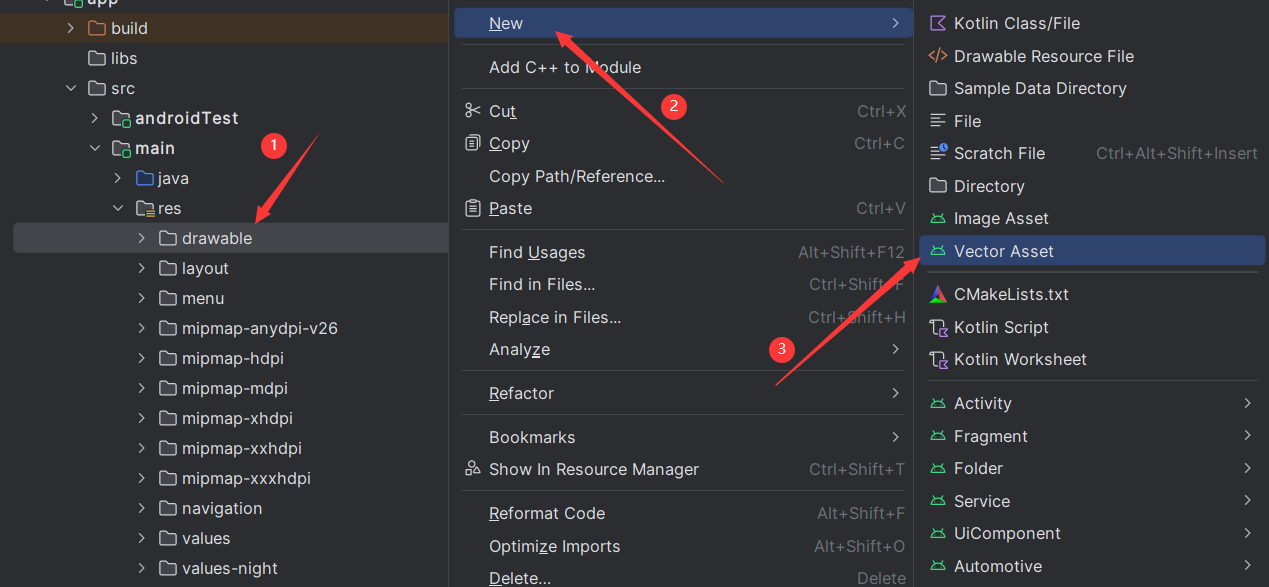 app
build
libs
src
androidTest
1
main
java
res
drawable
layout
menu
mipmap-anydpi-v26
mipmap-hdpi
mipmap-mdpi
mipmap-xhdpi
mipmap-xxhdpi
mipmap-xxxhdpi
navigation
values
values-night
New
Add C++ to Module
2
Cut Ctrl+X
Copy Ctrl+C
Copy Path/Reference...
Paste Ctrl+V
Find Usages Alt+Shift+F12
Find in Files... Ctrl+Shift+F
Replace in Files... Ctrl+Shift+H
Analyze
3
Refactor
Bookmarks
Show In Resource Manager Ctrl+Shift+T
Reformat Code Alt+Shift+F
Optimize Imports Alt+Shift+O
Delete... Delete
Kotlin Class/File
Drawable Resource File
Sample Data Directory
File
Scratch File Ctrl+Alt+Shift+Insert
Directory
Image Asset
Vector Asset
CMakeLists.txt
Kotlin Script
Kotlin Worksheet
Activity
Fragment
Folder
Service
UiComponent
Automotive